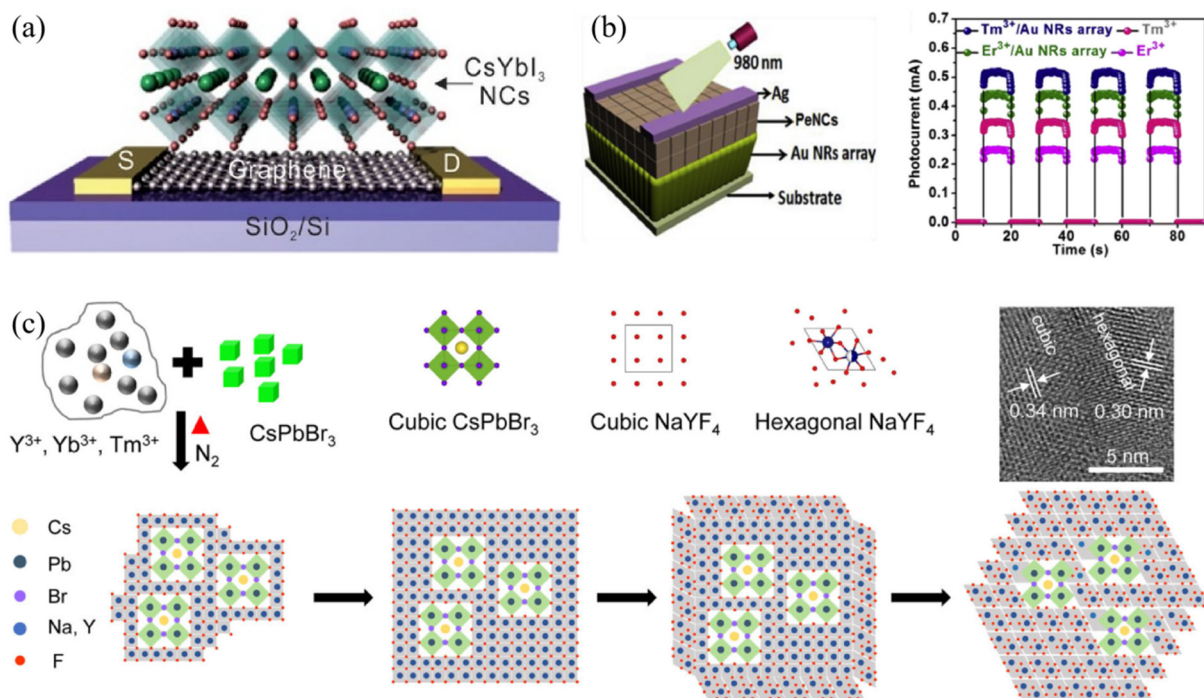 (a)
CsYbI₃
NCs
S
Graphene
D
SiO₂/Si
(b)
980 nm
Ag
PeNCs
Au NRs array
Substrate
Tm³⁺/Au NRs array
Tm³⁺
Er³⁺/Au NRs array
Er³⁺
Photocurrent (mA)
0.7
0.6
0.5
0.4
0.3
0.2
0.1
0.0
0
20
40
60
80
Time (s)
(c)
Y³⁺, Yb³⁺, Tm³⁺
CsPbBr₃
N₂
Cubic CsPbBr₃
Cubic NaYF₄
Hexagonal NaYF₄
cubic
hexagonal
0.34 nm
0.30 nm
5 nm
Cs
Pb
Br
Na, Y
F